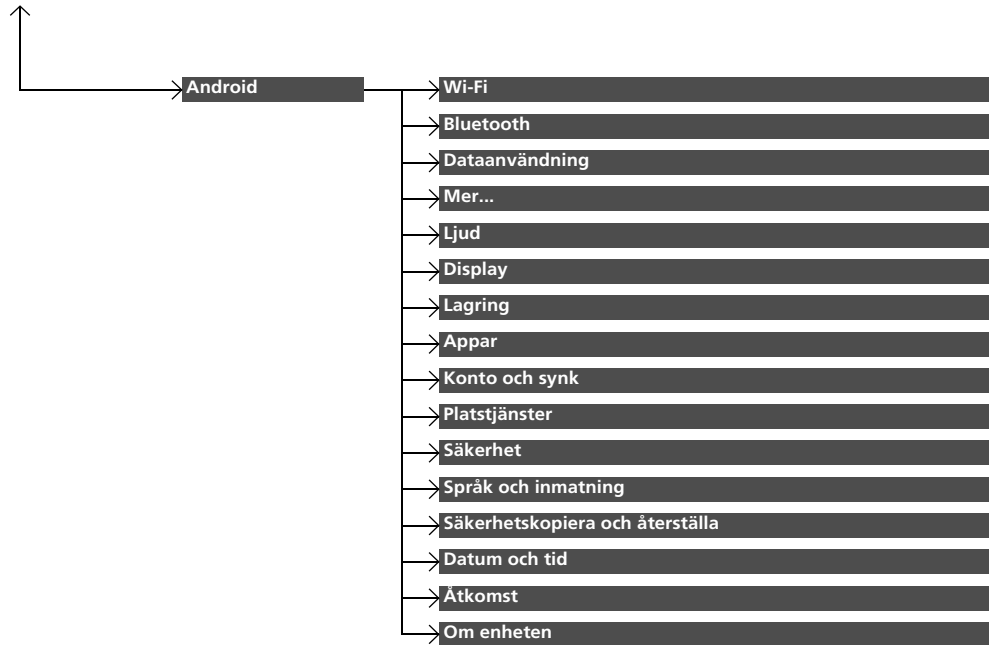 Android
Wi-Fi
Bluetooth
Dataanvändning
Mer...
Ljud
Display
Lagring
Appar
Konto och synk
Platstjänster
Säkerhet
Språk och inmatning
Säkerhetskopiera och återställa
Datum och tid
Åtkomst
Om enheten